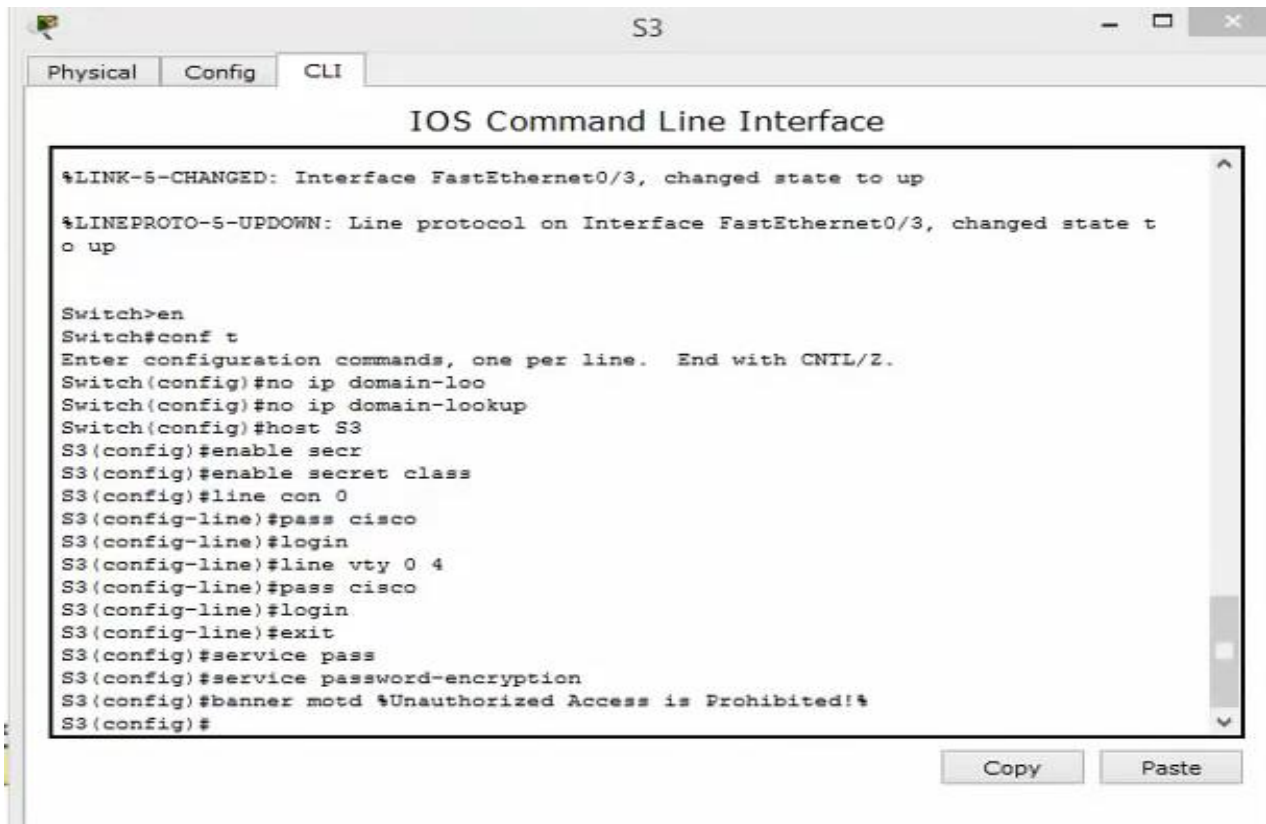 S3
Physical
Config
CLI
IOS Command Line Interface
%LINK-5-CHANGED: Interface FastEthernet0/3, changed state to up
%LINEPROTO-5-UPDOWN: Line protocol on Interface FastEthernet0/3, changed state t
o up
Switch>en
Switch#conf t
Enter configuration commands, one per line.  End with CNTL/Z.
Switch(config)#no ip domain-loo
Switch(config)#no ip domain-lookup
Switch(config)#host S3
S3(config)#enable secr
S3(config)#enable secret class
S3(config)#line con 0
S3(config-line)#pass cisco
S3(config-line)#login
S3(config-line)#line vty 0 4
S3(config-line)#pass cisco
S3(config-line)#login
S3(config-line)#exit
S3(config)#service pass
S3(config)#service password-encryption
S3(config)#banner motd %Unauthorized Access is Prohibited!%
S3(config)#
Copy
Paste